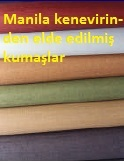 Manila kenevirin-
den elde edilmiş
kumaşlar